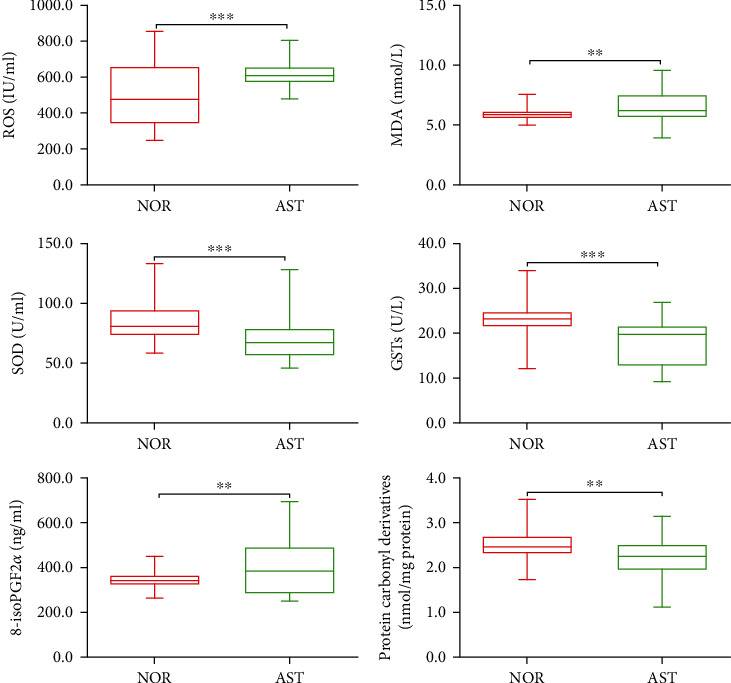 ROS (IU/ml)
1000.0
800.0
600.0
400.0
200.0
0.0
***
NOR AST
MDA (nmol/L)
15.0
10.0
5.0
0.0
**
NOR AST
SOD (U/ml)
150.0
100.0
50.0
0.0
***
NOR AST
GSTs (U/L)
40.0
30.0
20.0
10.0
0.0
***
NOR AST
8-isoPGF2α (ng/ml)
800.0
600.0
400.0
200.0
0.0
**
NOR AST
Protein carbonyl derivatives
(nmol/mg protein)
4.0
3.0
2.0
1.0
0.0
**
NOR AST